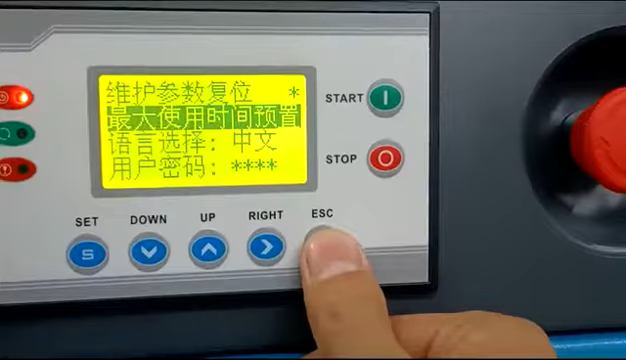 维护参数复位 *
最大使用时间预置
语言选择: 中文
用户密码: ****
START
STOP
SET DOWN UP RIGHT ESC
S